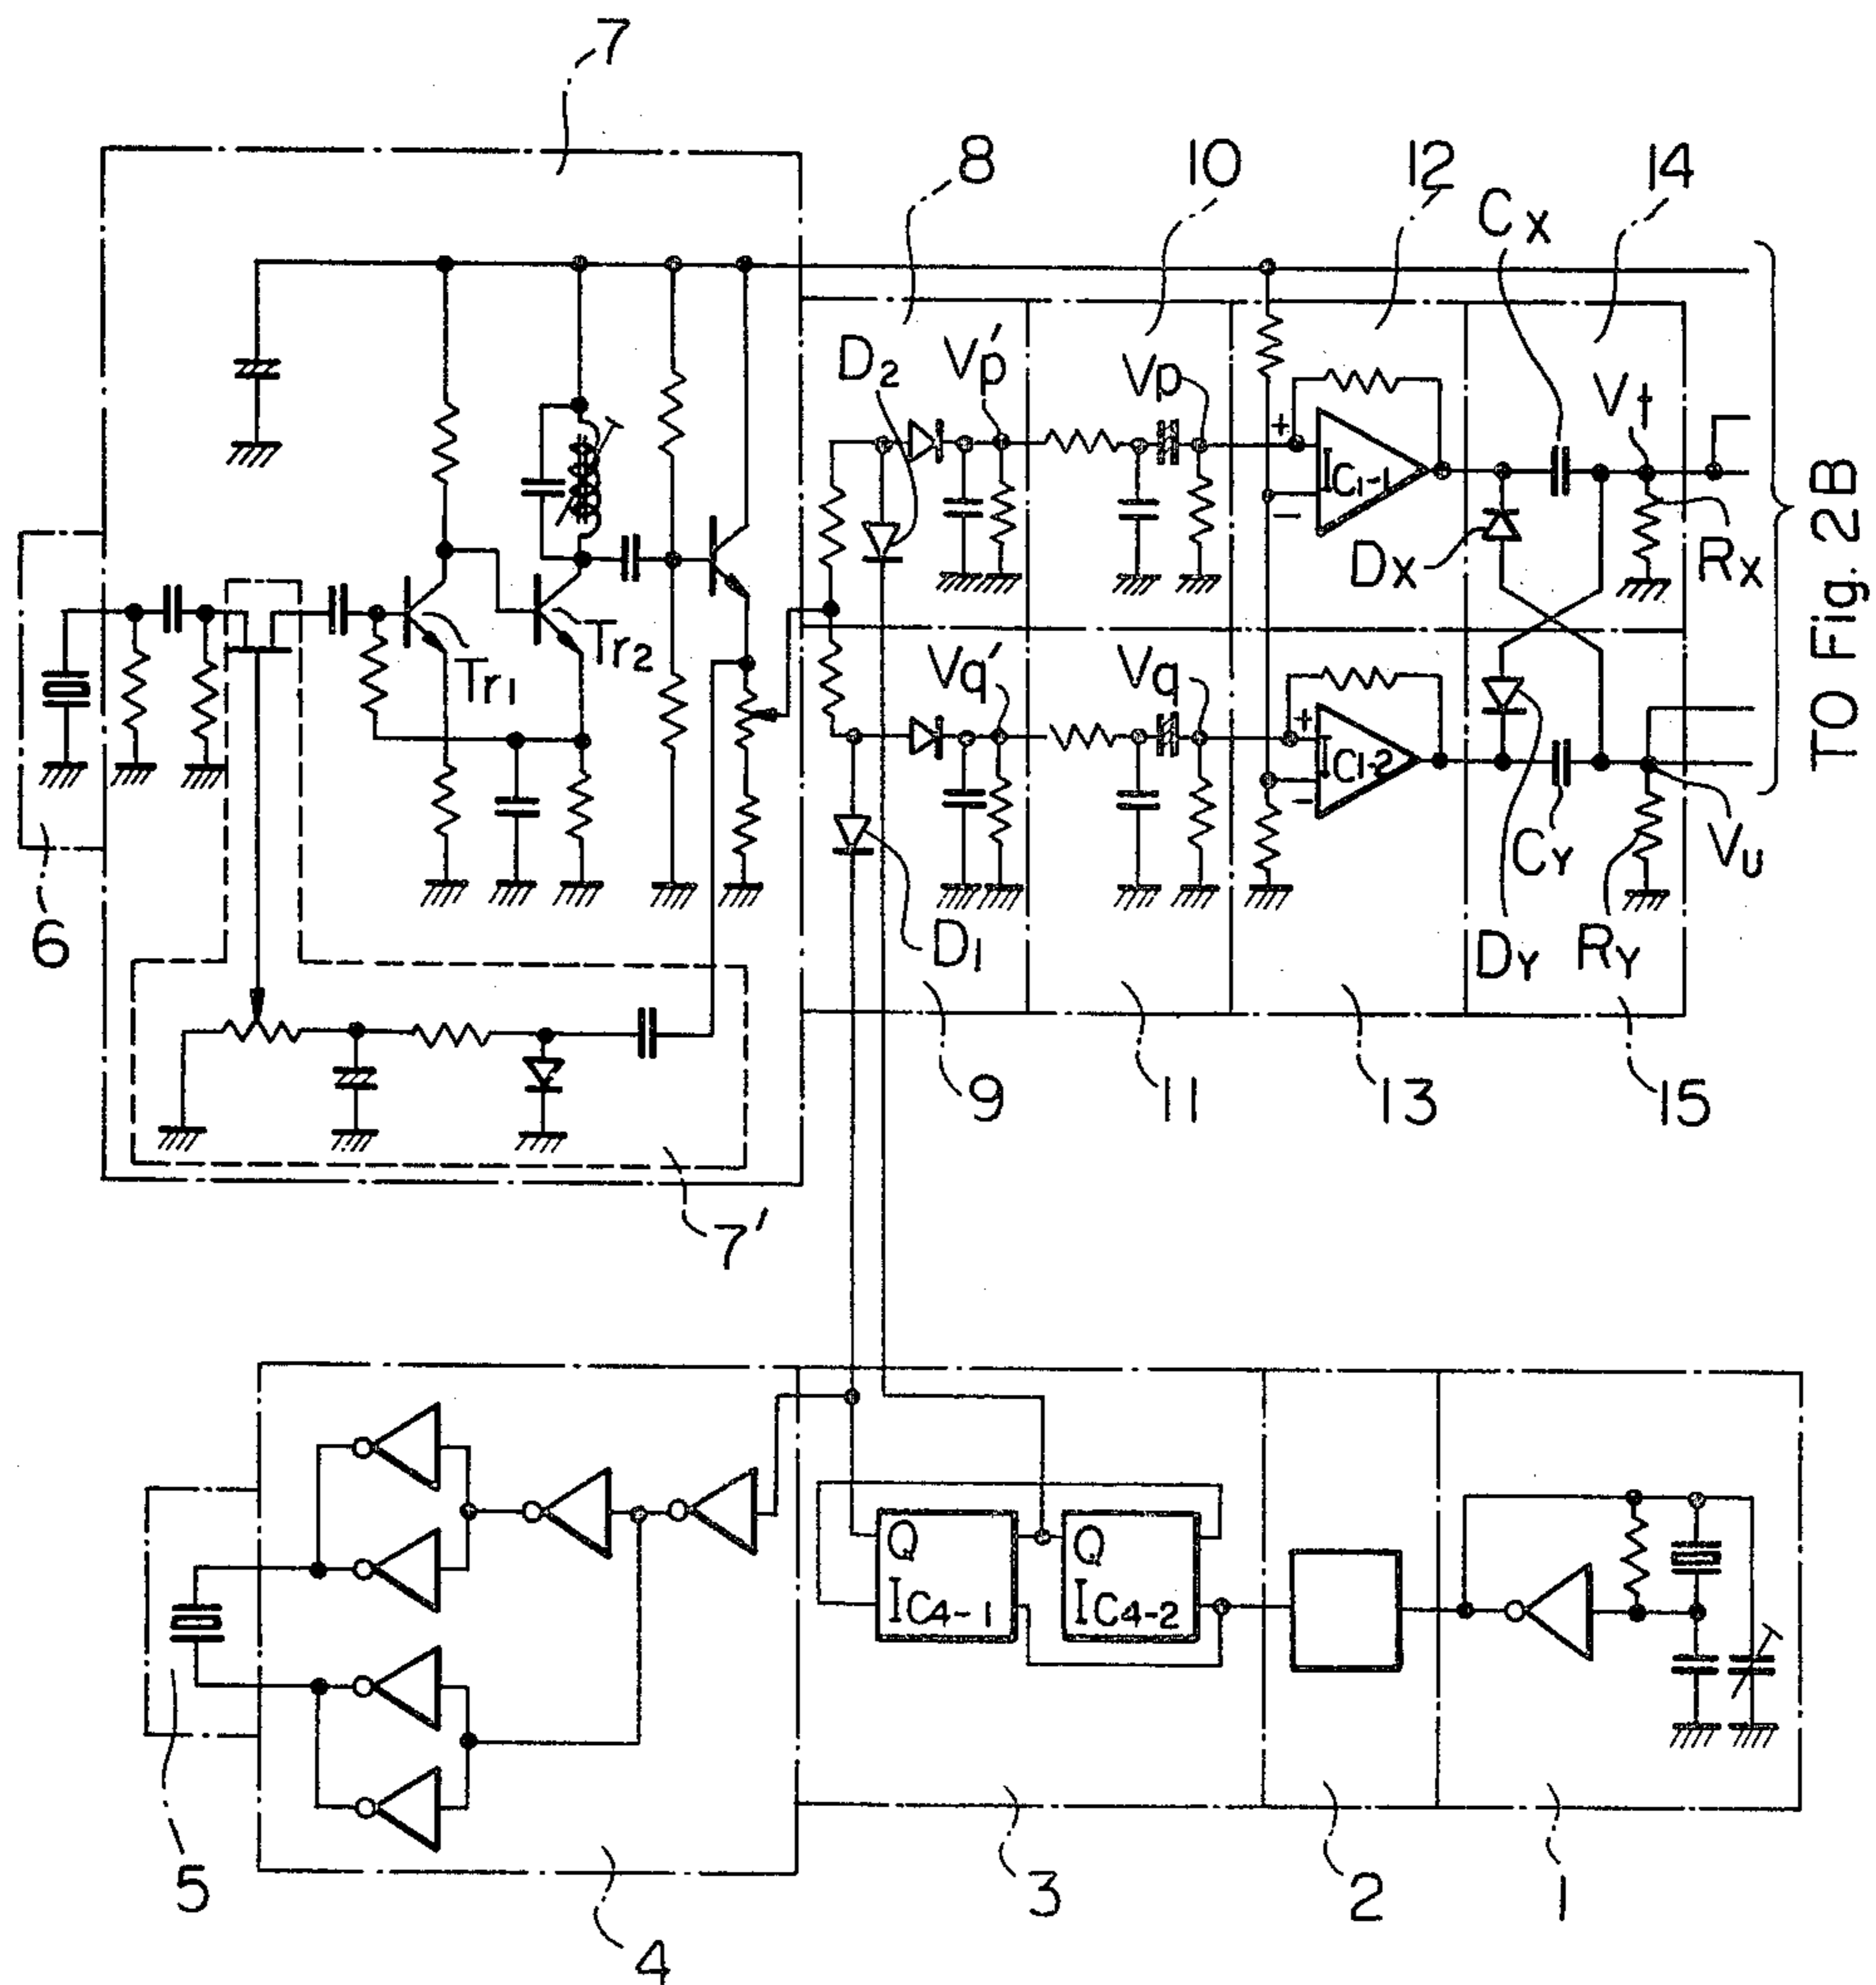 7
8
10
12
14
CX
D2
Vp'
Vp
Vt
+
IC1-1
−
DX
RX
Tr1
Tr2
Vq'
Vq
+
IC1-2
−
CY
VU
6
D1
DY
RY
9
11
13
15
7'
TO Fig. 2B
Q
IC4-1
Q
IC4-2
5
4
3
2
1